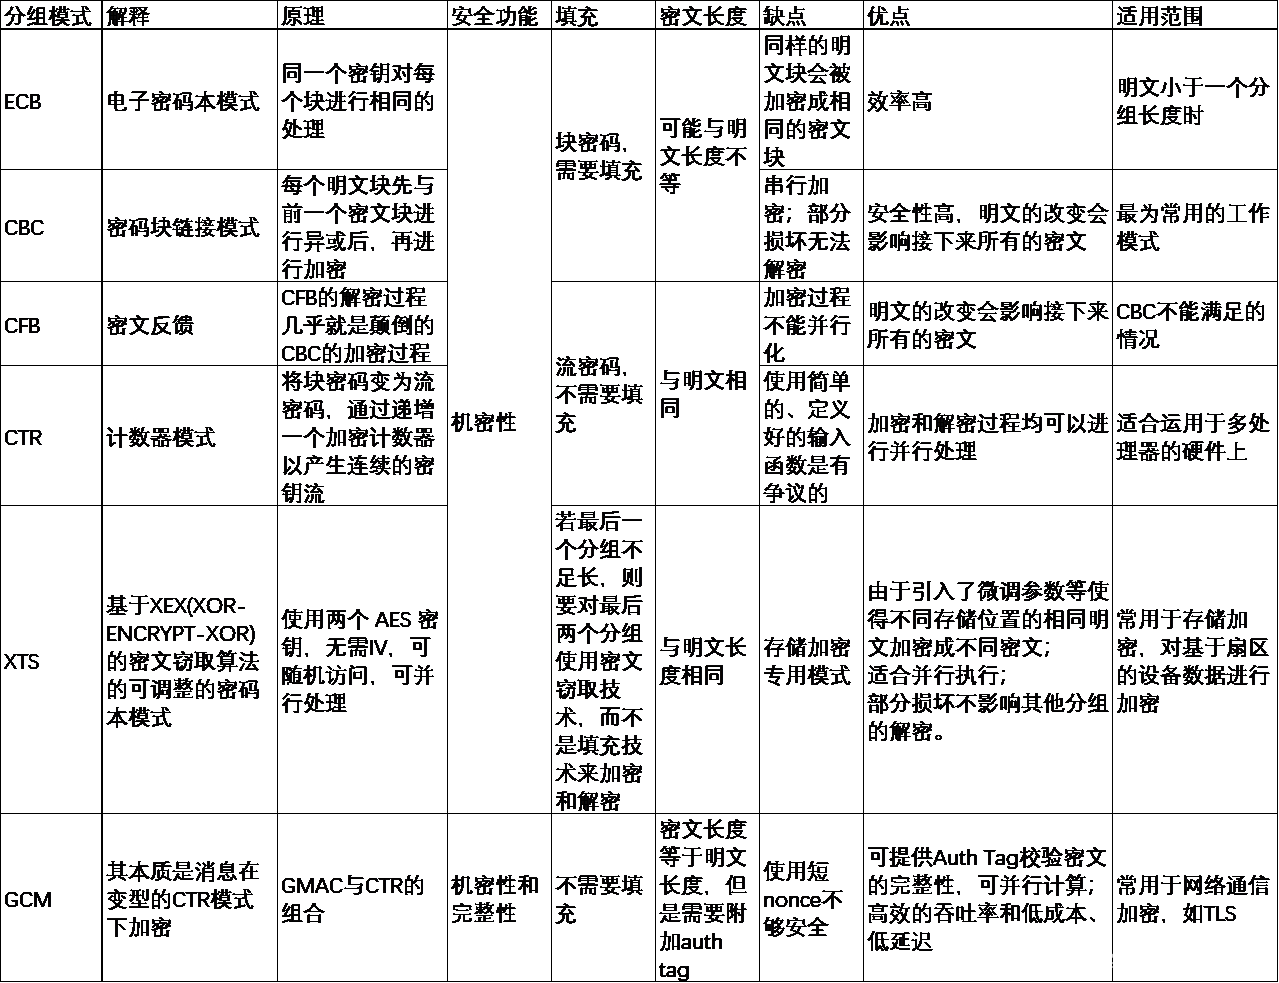 分组模式
解释
原理
安全功能
填充
密文长度
缺点
优点
适用范围
ECB
电子密码本模式
同一个密钥对每
个块进行相同的
处理
机密性
块密码，
需要填充
可能与明
文长度不
等
同样的明
文块会被
加密成相
同的密文
块
效率高
明文小于一个分
组长度时
CBC
密码块链接模式
每个明文块先与
前一个密文块进
行异或后，再进
行加密
串行加
密；部分
损坏无法
解密
安全性高，明文的改变会
影响接下来所有的密文
最为常用的工作
模式
CFB
密文反馈
CFB的解密过程
几乎就是颠倒的
CBC的加密过程
流密码，
不需要填
充
与明文相
同
加密过程
不能并行
化
明文的改变会影响接下来
所有的密文
CBC不能满足的
情况
CTR
计数器模式
将块密码变为流
密码，通过递增
一个加密计数器
以产生连续的密
钥流
使用简单
的、定义
好的输入
函数是有
争议的
加密和解密过程均可以进
行并行处理
适合运用于多处
理器的硬件上
XTS
基于XEX(XOR-
ENCRYPT-XOR)
的密文窃取算法
的可调整的密码
本模式
使用两个 AES 密
钥，无需IV，可
随机访问，可并
行处理
若最后一
个分组不
足长，则
要对最后
两个分组
使用密文
窃取技
术，而不
是填充技
术来加密
和解密
与明文长
度相同
存储加密
专用模式
由于引入了微调参数等使
得不同存储位置的相同明
文加密成不同密文；
适合并行执行；
部分损坏不影响其他分组
的解密。
常用于存储加
密，对基于扇区
的设备数据进行
加密
GCM
其本质是消息在
变型的CTR模式
下加密
GMAC与CTR的
组合
机密性和
完整性
不需要填
充
密文长度
等于明文
长度，但
是需要附
加auth
tag
使用短
nonce不
够安全
可提供Auth Tag校验密文
的完整性，可并行计算；
高效的吞吐率和低成本、
低延迟
常用于网络通信
加密，如TLS